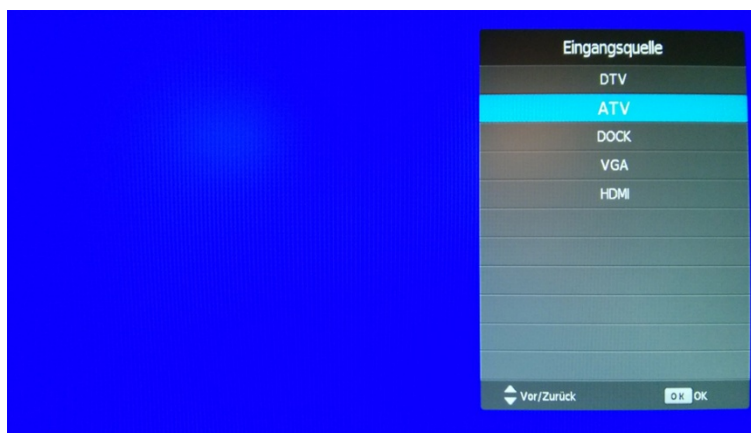 Eingangsquelle
DTV
ATV
DOCK
VGA
HDMI
Vor/Zurück OK OK